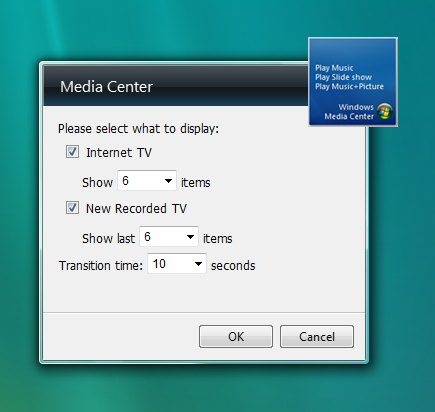 Play Music
Play Slide show
Play Music+Picture
Windows
Media Center
Media Center
Please select what to display:
Internet TV
Show 6 items
New Recorded TV
Show last 6 items
Transition time: 10 seconds
OK Cancel